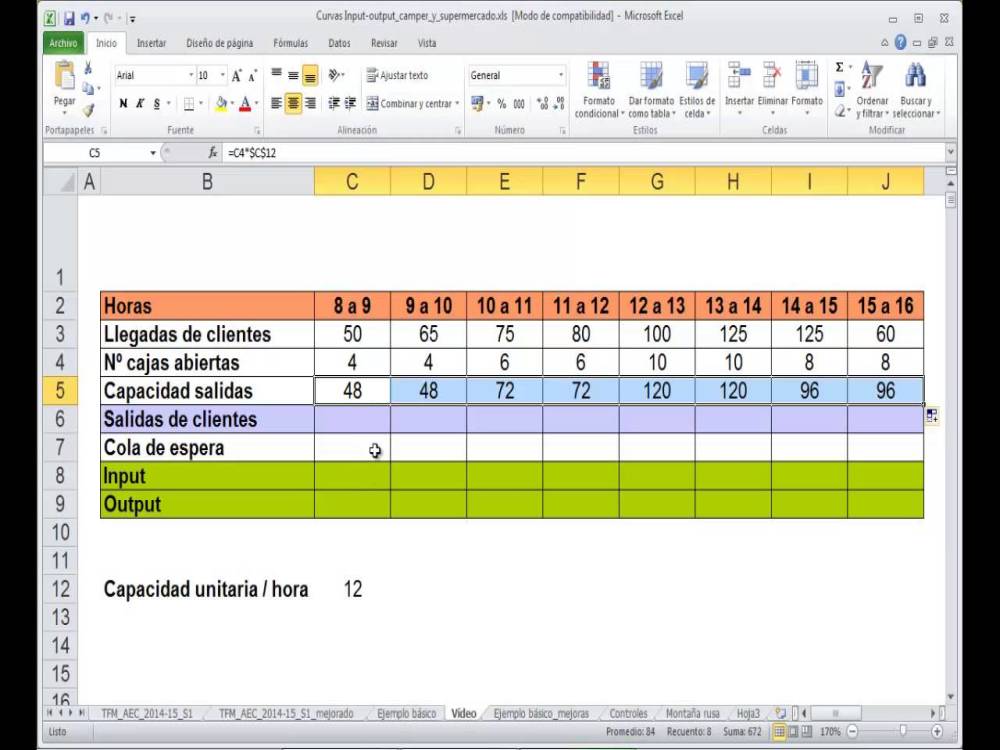 Curvas Input-output_camper_y_supermercado.xls [Modo de compatibilidad] - Microsoft Excel
Archivo Inicio Insertar Diseño de página Fórmulas Datos Revisar Vista
Arial 10 A A Ajustar texto General
Pegar N K S A Combinar y centrar % 000 Formato condicional Dar formato como tabla Estilos de celda Insertar Eliminar Formato Σ Ordenar y filtrar Buscar y seleccionar
Portapapeles Fuente Alineación Número Estilos Celdas Modificar
C5 fx =C4*$C$12
A B C D E F G H I J
1
2 Horas 8 a 9 9 a 10 10 a 11 11 a 12 12 a 13 13 a 14 14 a 15 15 a 16
3 Llegadas de clientes 50 65 75 80 100 125 125 60
4 Nº cajas abiertas 4 4 6 6 10 10 8 8
5 Capacidad salidas 48 48 72 72 120 120 96 96
6 Salidas de clientes
7 Cola de espera
8 Input
9 Output
10
11
12 Capacidad unitaria / hora 12
13
14
15
16
TFM_AEC_2014-15_S1 TFM_AEC_2014-15_S1_mejorado Ejemplo básico Vídeo Ejemplo básico_mejoras Controles Montaña rusa Hoja3
Listo Promedio: 84 Recuento: 8 Suma: 672 170%